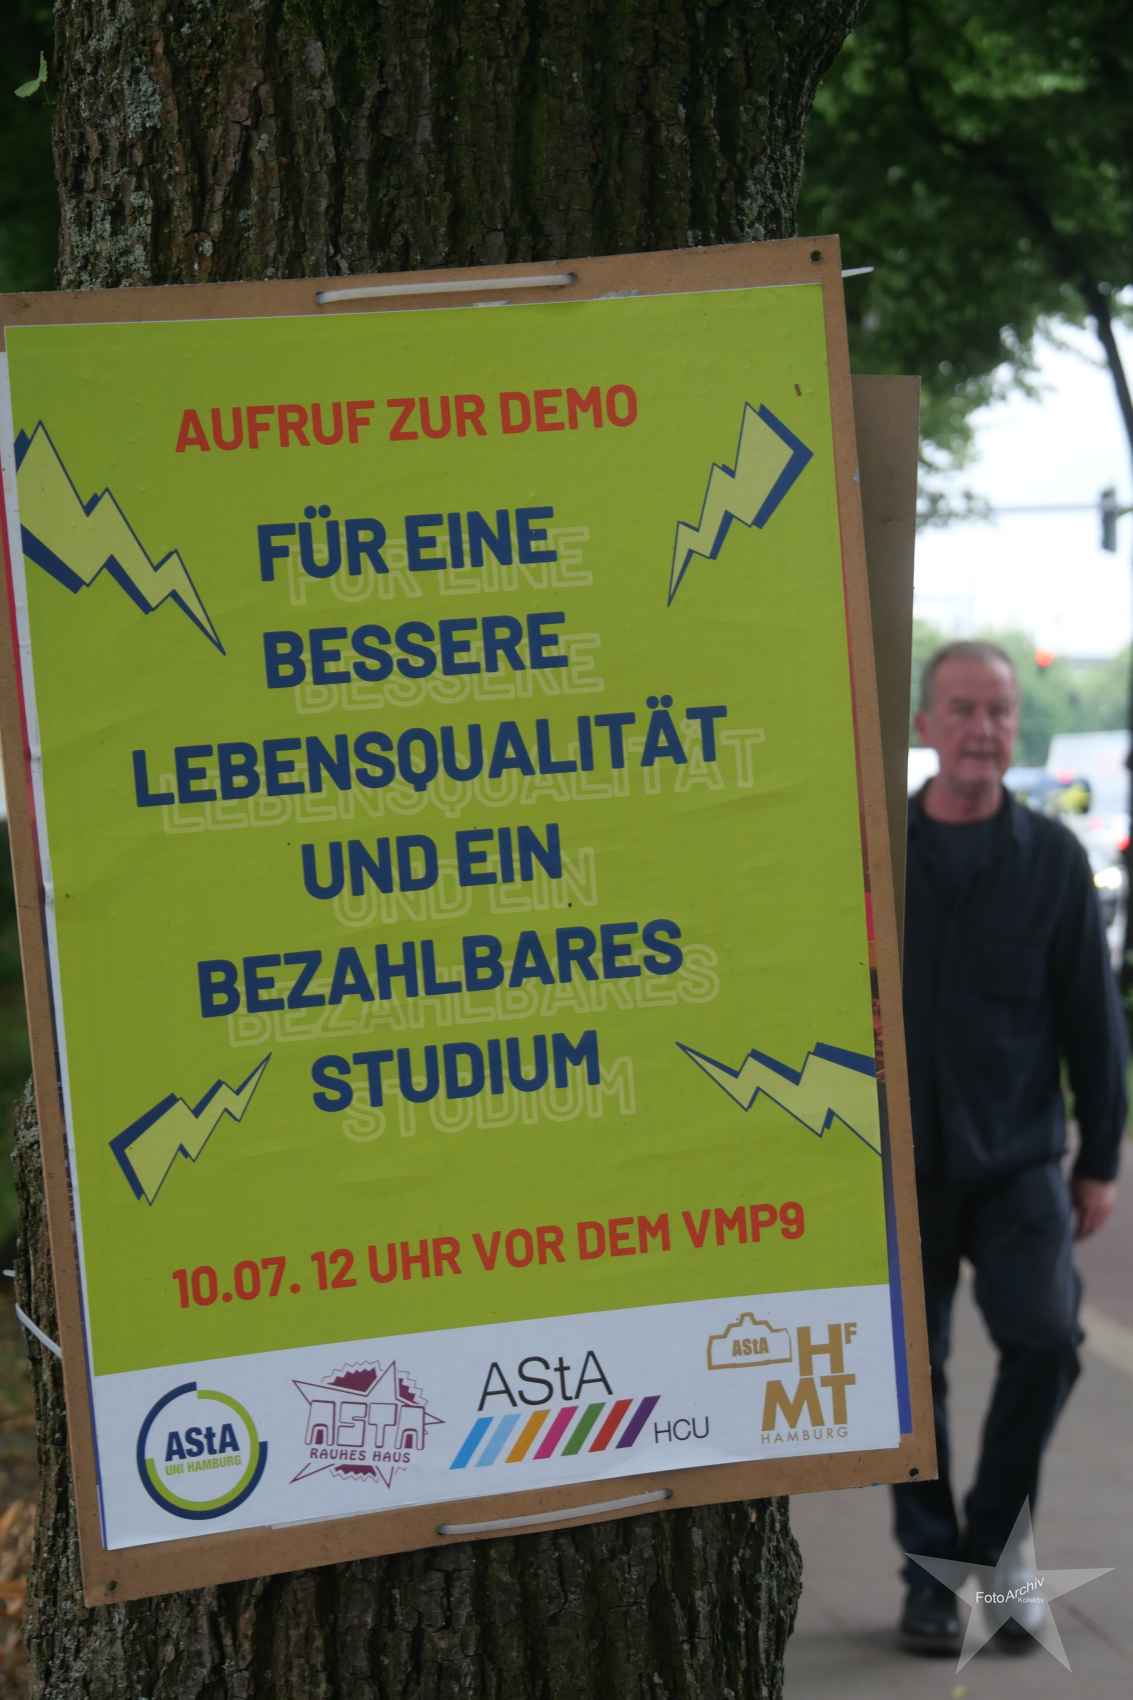 AUFRUF ZUR DEMO
FÜR EINE
BESSERE
LEBENSQUALITÄT
UND EIN
BEZAHLBARES
STUDIUM
10.07. 12 UHR VOR DEM VMP9
AStA
UNI HAMBURG
ASTA
RAUHES HAUS
AStA
HCU
AStA
HF
MT
HAMBURG
FotoArchiv